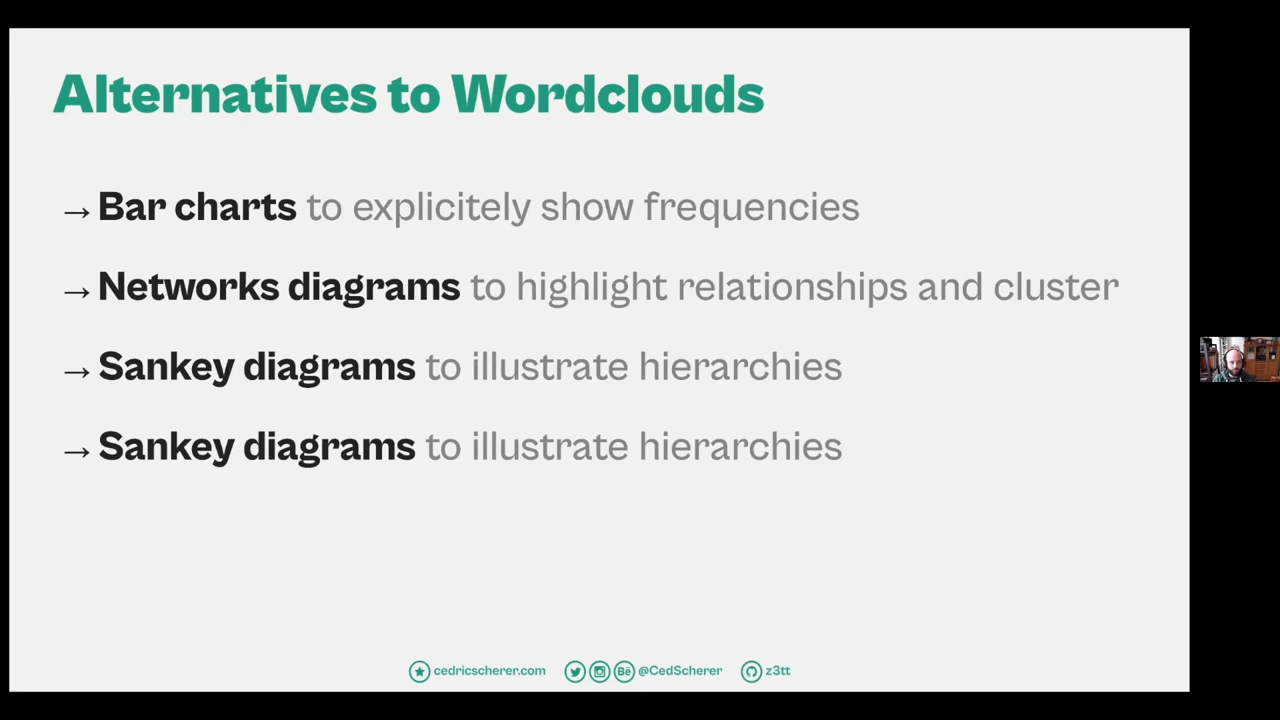 Alternatives to Wordclouds
→ Bar charts to explicitely show frequencies
→ Networks diagrams to highlight relationships and cluster
→ Sankey diagrams to illustrate hierarchies
→ Sankey diagrams to illustrate hierarchies
cedricscherer.com Bē @CedScherer z3tt